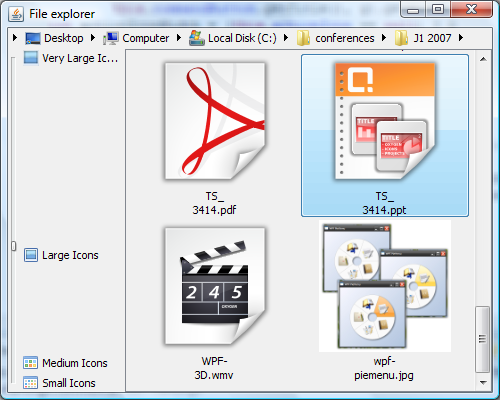 File explorer
Desktop Computer Local Disk (C:) conferences J1 2007
Very Large Ic...
TS_
3414.pdf
TITLE
TITLE
TS_
3414.ppt
Large Icons
2 4 5
WPF-
3D.wmv
wpf-
piemenu.jpg
Medium Icons
Small Icons